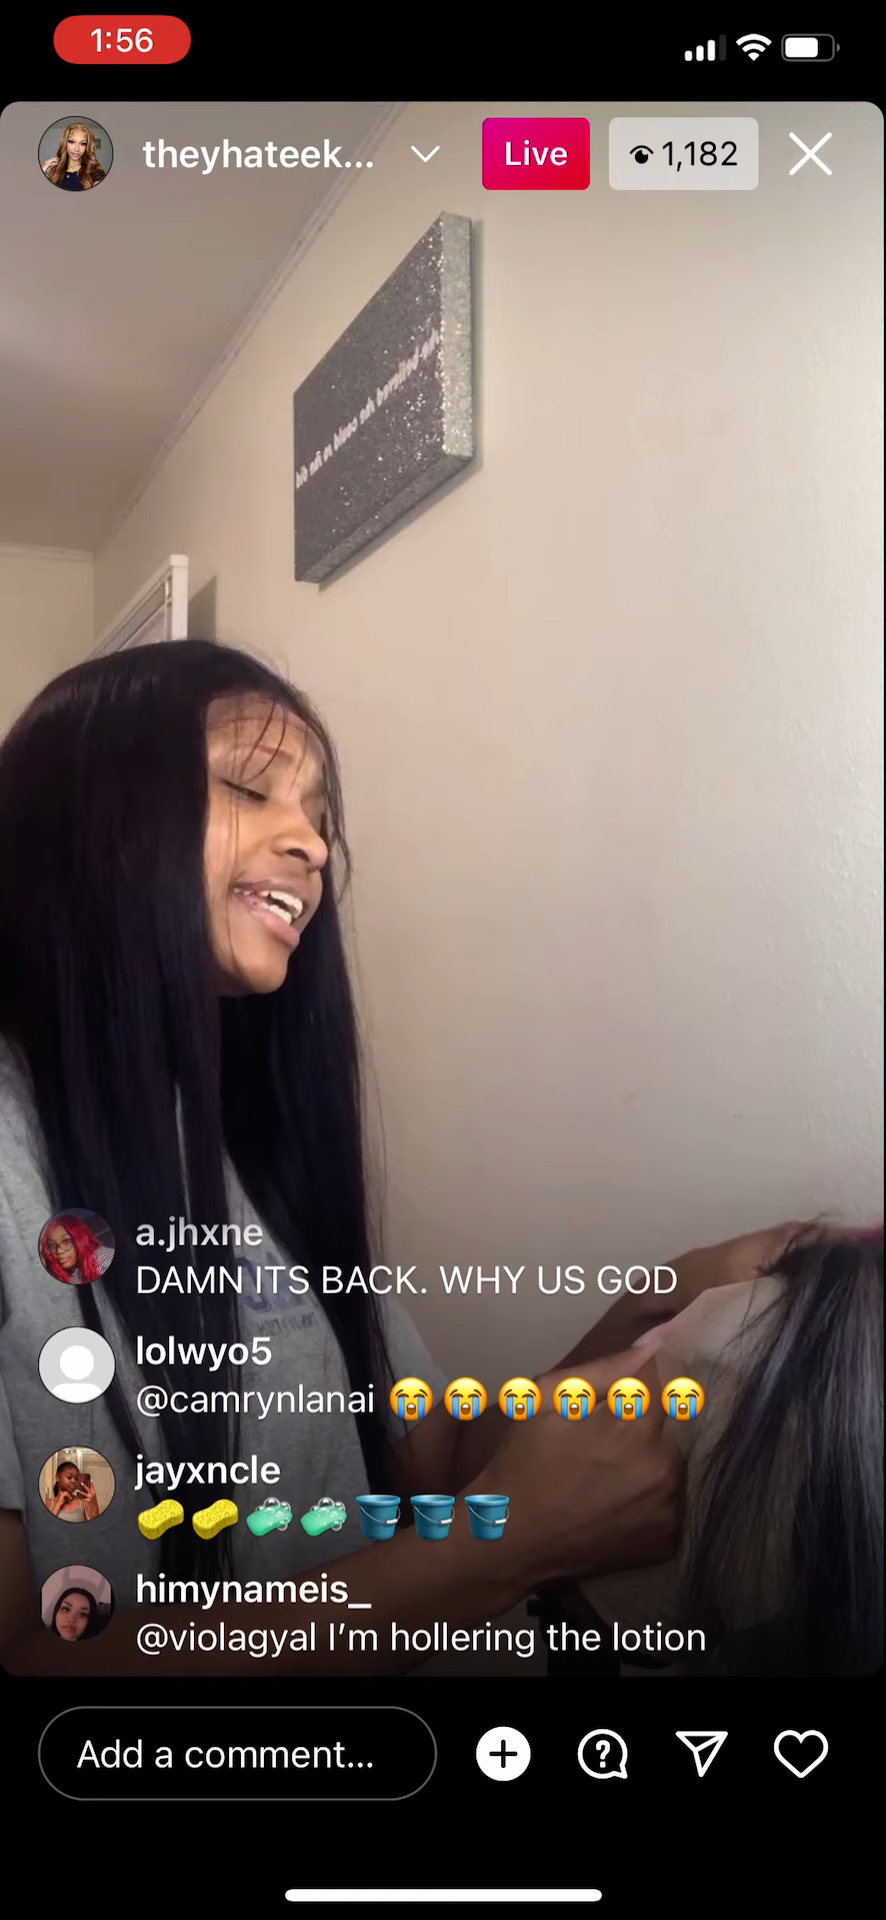 1:56
theyhateek...
Live
1,182
a.jhxne
DAMN ITS BACK. WHY US GOD
lolwyo5
@camrynlanai 😭😭😭😭😭😭
jayxncle
🧽🧽🧼🧼🪣🪣🪣
himynameis_
@violagyal I’m hollering the lotion
Add a comment...